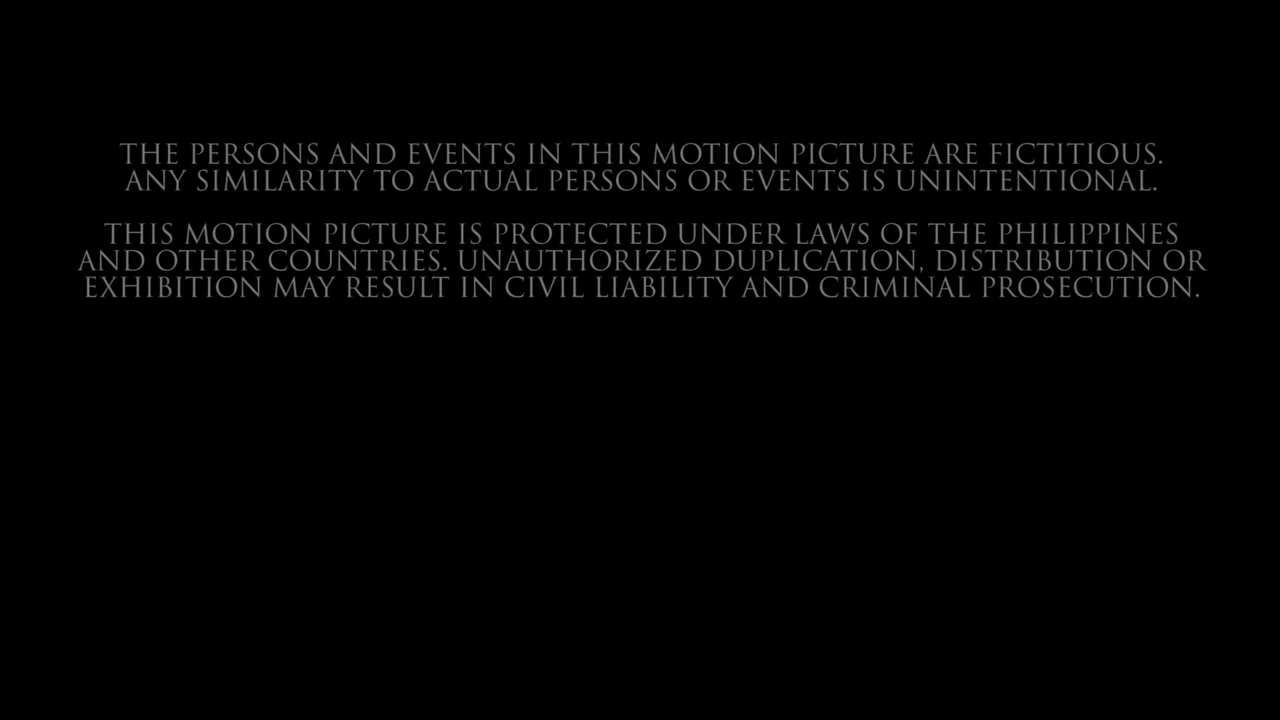 THE PERSONS AND EVENTS IN THIS MOTION PICTURE ARE FICTITIOUS.
ANY SIMILARITY TO ACTUAL PERSONS OR EVENTS IS UNINTENTIONAL.
THIS MOTION PICTURE IS PROTECTED UNDER LAWS OF THE PHILIPPINES
AND OTHER COUNTRIES. UNAUTHORIZED DUPLICATION, DISTRIBUTION OR
EXHIBITION MAY RESULT IN CIVIL LIABILITY AND CRIMINAL PROSECUTION.